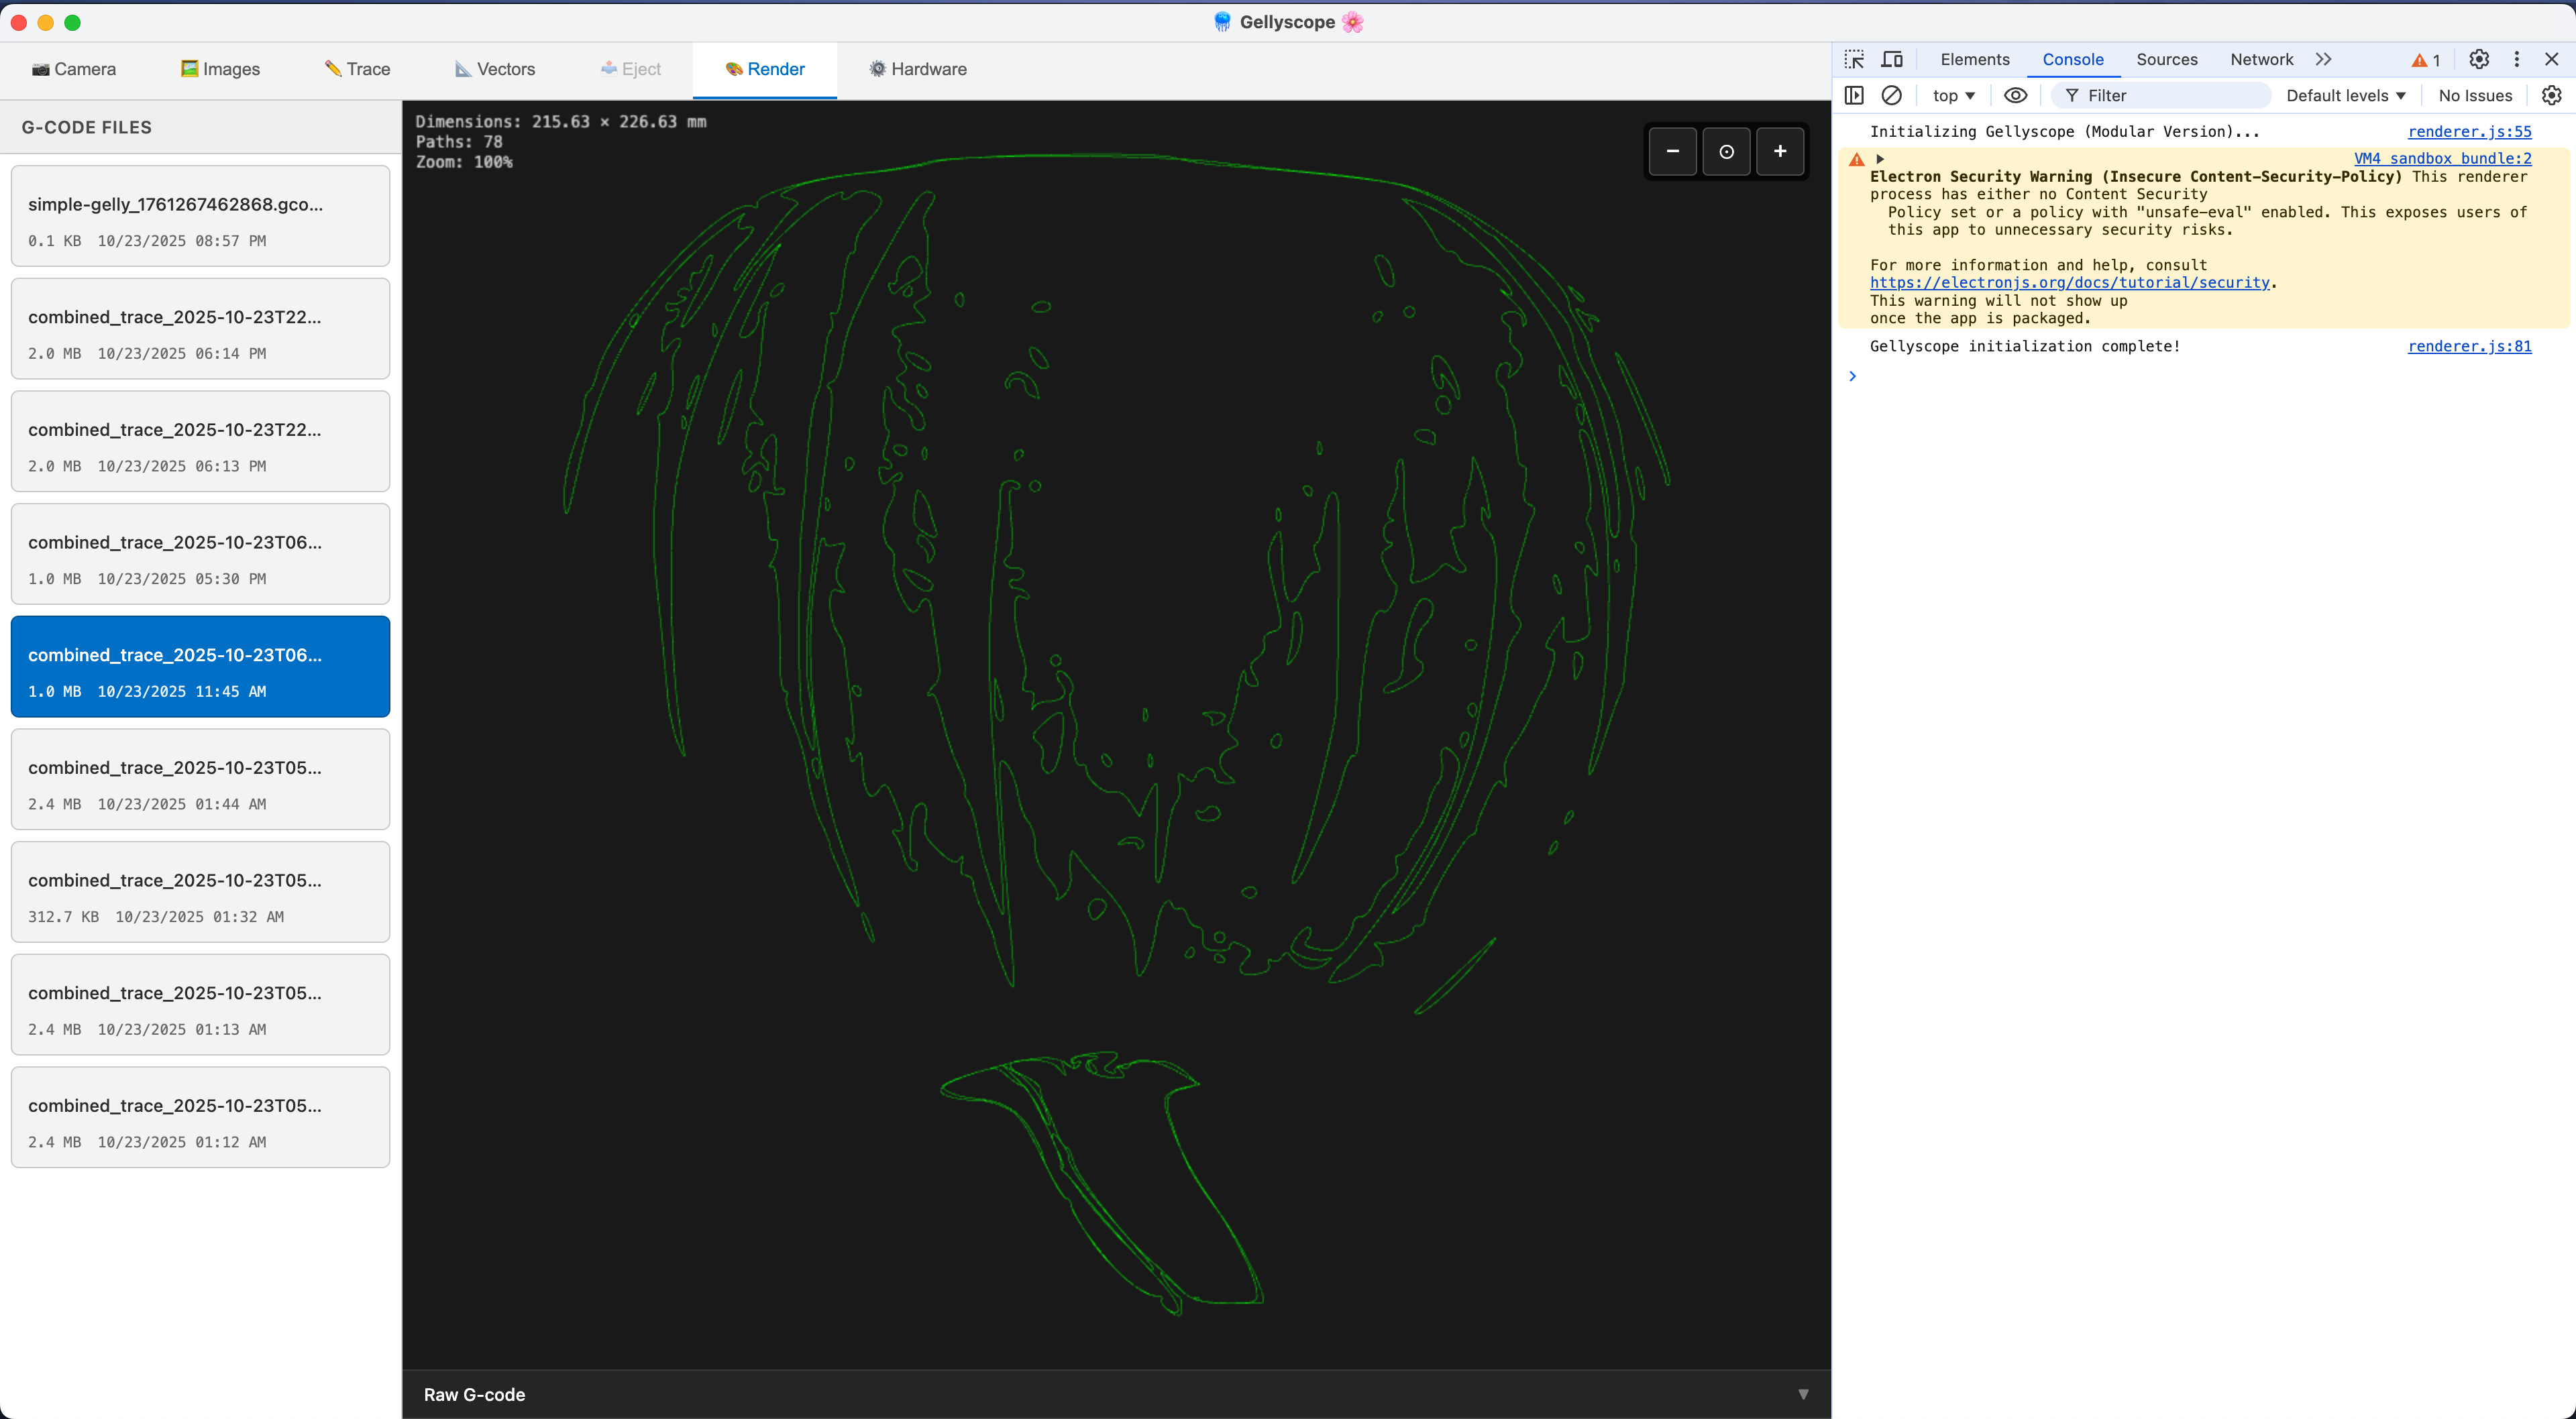 Gellyscope
Camera
Images
Trace
Vectors
Eject
Render
Hardware
G-CODE FILES
simple-gelly_1761267462868.gco...
0.1 KB 10/23/2025 08:57 PM
combined_trace_2025-10-23T22...
2.0 MB 10/23/2025 06:14 PM
combined_trace_2025-10-23T22...
2.0 MB 10/23/2025 06:13 PM
combined_trace_2025-10-23T06...
1.0 MB 10/23/2025 05:30 PM
combined_trace_2025-10-23T06...
1.0 MB 10/23/2025 11:45 AM
combined_trace_2025-10-23T05...
2.4 MB 10/23/2025 01:44 AM
combined_trace_2025-10-23T05...
312.7 KB 10/23/2025 01:32 AM
combined_trace_2025-10-23T05...
2.4 MB 10/23/2025 01:13 AM
combined_trace_2025-10-23T05...
2.4 MB 10/23/2025 01:12 AM
Dimensions: 215.63 × 226.63 mm
Paths: 78
Zoom: 100%
Raw G-code
Elements
Console
Sources
Network
1
top
Filter
Default levels
No Issues
Initializing Gellyscope (Modular Version)... renderer.js:55
VM4 sandbox bundle:2
Electron Security Warning (Insecure Content-Security-Policy) This renderer
process has either no Content Security
Policy set or a policy with "unsafe-eval" enabled. This exposes users of
this app to unnecessary security risks.
For more information and help, consult
https://electronjs.org/docs/tutorial/security.
This warning will not show up
once the app is packaged.
Gellyscope initialization complete! renderer.js:81